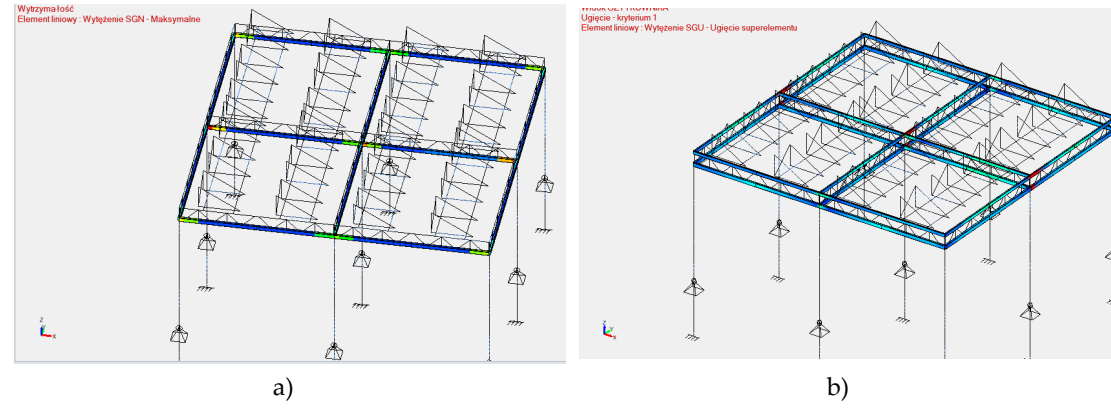 Wytrzymałość
Element liniowy : Wytężenie SGN - Maksymalne
Ugięcie - kryterium 1
Element liniowy : Wytężenie SGU - Ugięcie superelementu
Z
X
Z
X
a)
b)